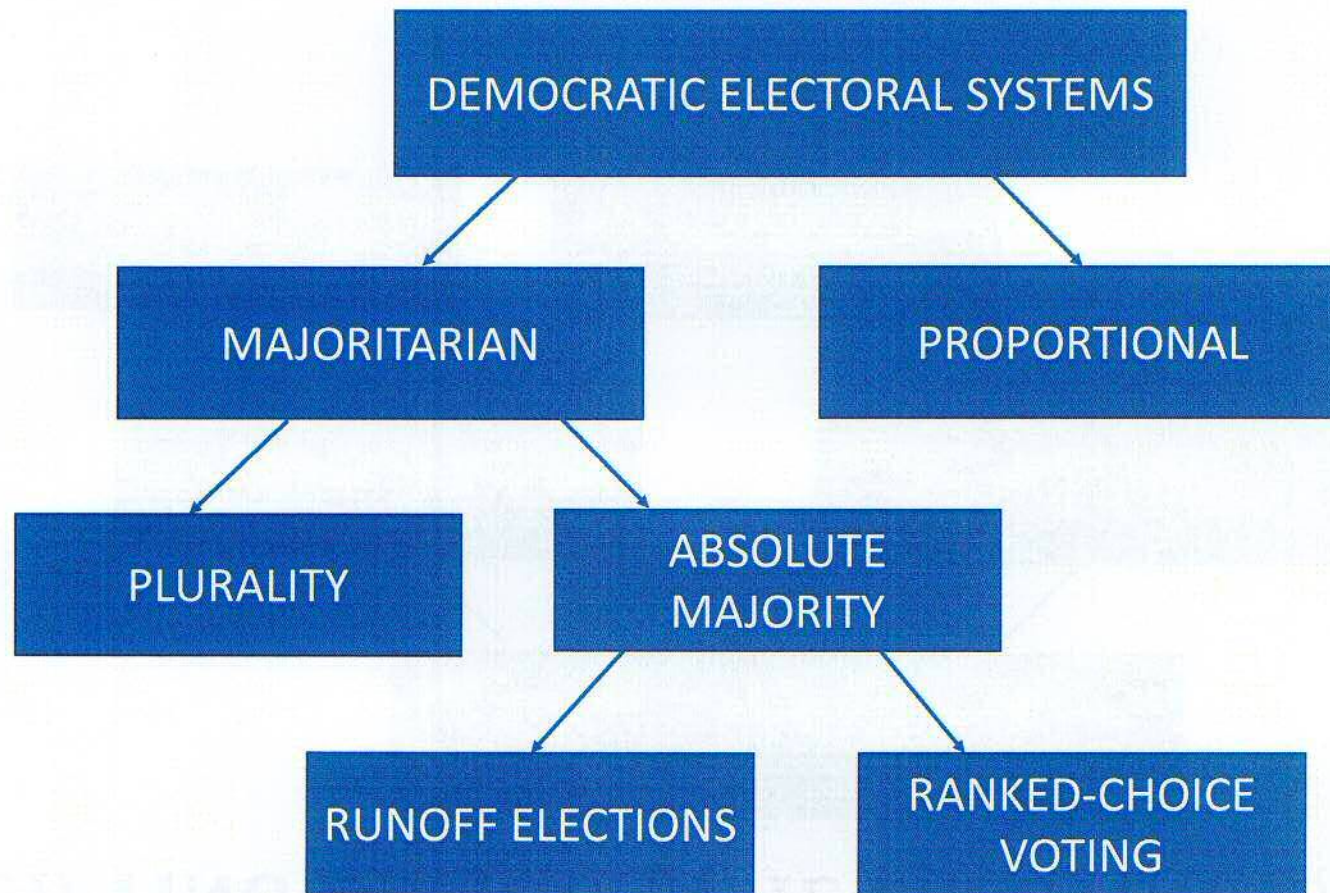 DEMOCRATIC ELECTORAL SYSTEMS
MAJORITARIAN
PROPORTIONAL
PLURALITY
ABSOLUTE
MAJORITY
RUNOFF ELECTIONS
RANKED-CHOICE
VOTING